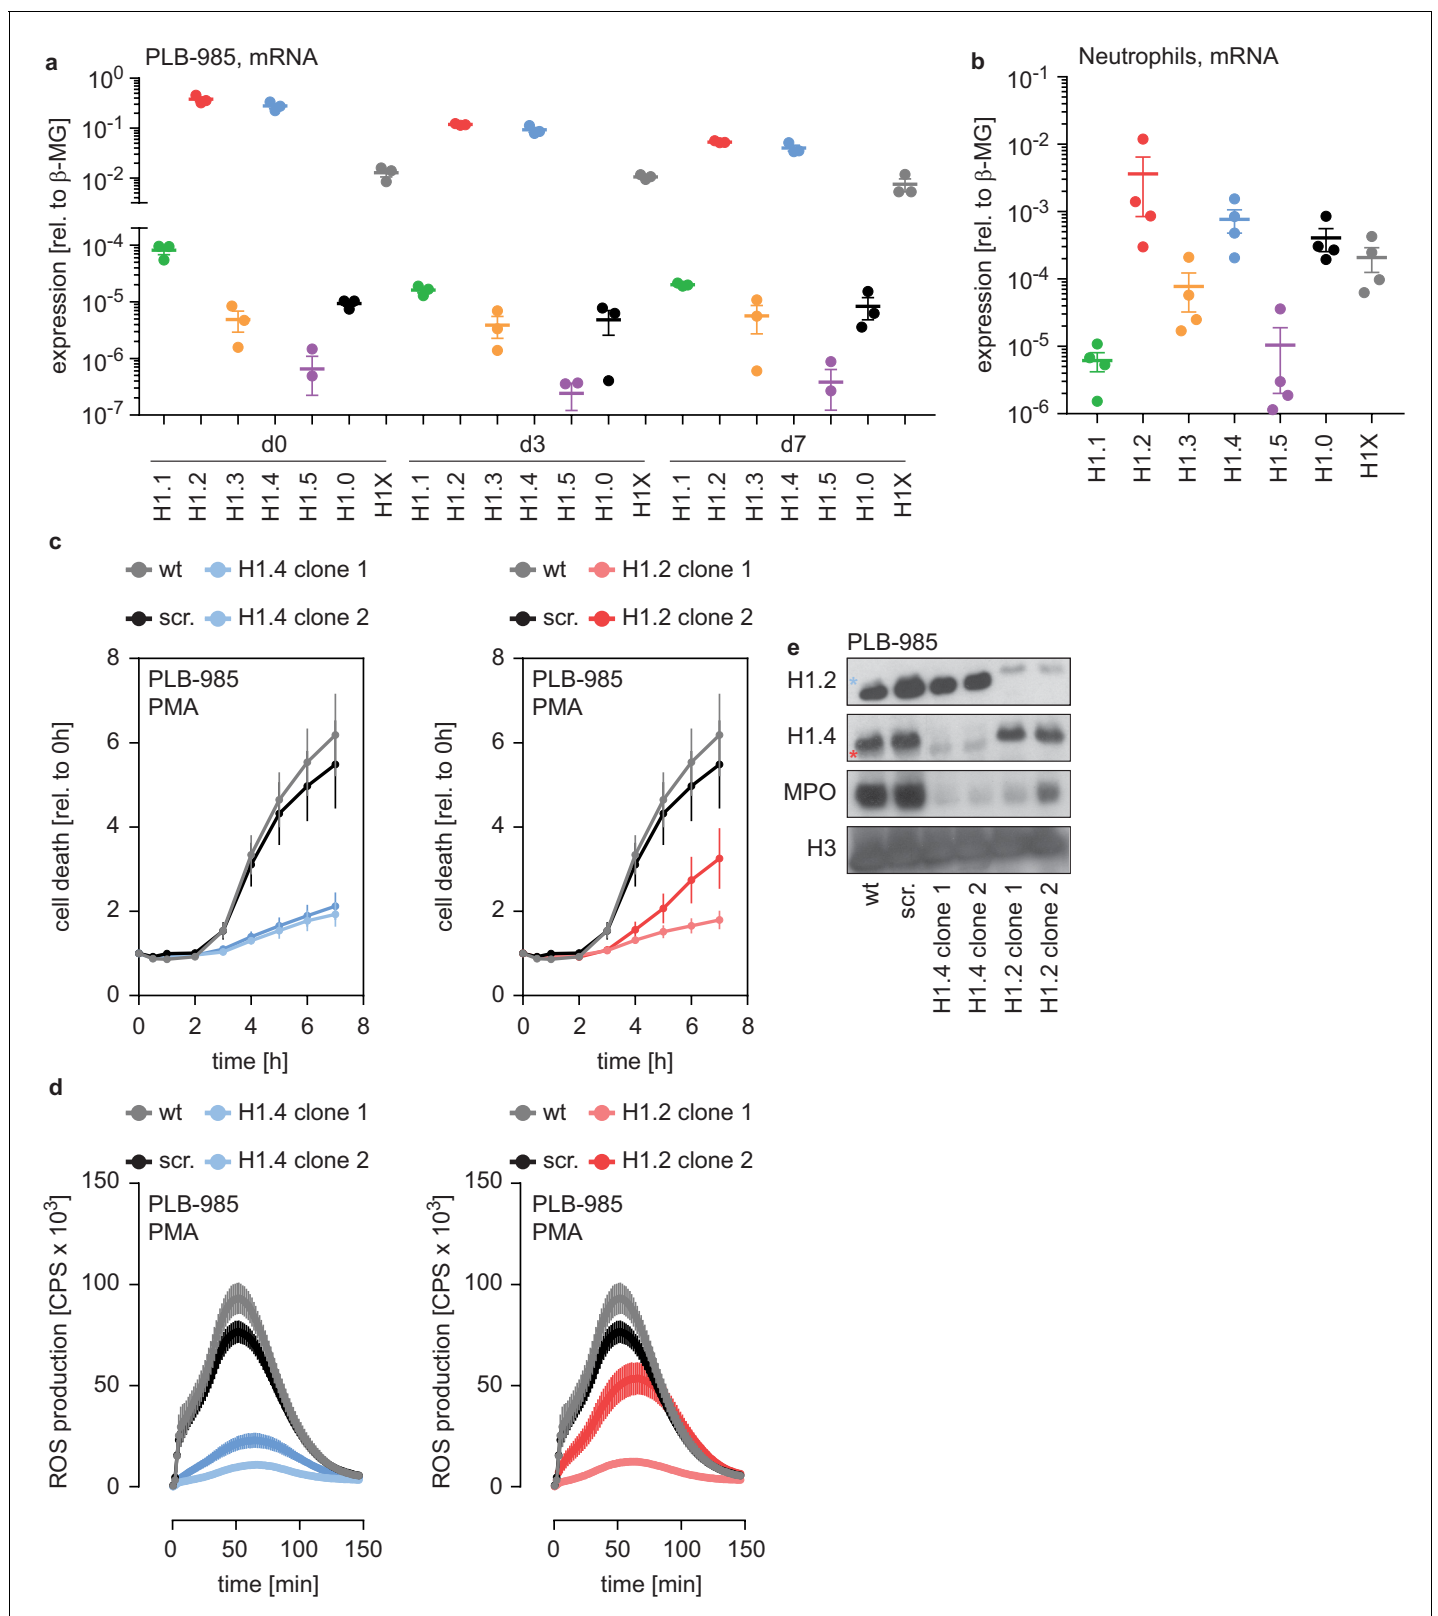 a
PLB-985, mRNA
expression [rel. to β-MG]
10^0
10^-1
10^-2
10^-4
10^-5
10^-6
10^-7
d0 d3 d7
H1.1 H1.2 H1.3 H1.4 H1.5 H1.0 H1X H1.1 H1.2 H1.3 H1.4 H1.5 H1.0 H1X H1.1 H1.2 H1.3 H1.4 H1.5 H1.0 H1X
b
Neutrophils, mRNA
expression [rel. to β-MG]
10^-1
10^-2
10^-3
10^-4
10^-5
10^-6
H1.1 H1.2 H1.3 H1.4 H1.5 H1.0 H1X
c
wt H1.4 clone 1
scr. H1.4 clone 2
PLB-985
PMA
cell death [rel. to 0h]
8
6
4
2
0
0 2 4 6 8
time [h]
wt H1.2 clone 1
scr. H1.2 clone 2
PLB-985
PMA
cell death [rel. to 0h]
8
6
4
2
0
0 2 4 6 8
time [h]
e
PLB-985
H1.2
*
H1.4
*
MPO
H3
wt scr. H1.4 clone 1 H1.4 clone 2 H1.2 clone 1 H1.2 clone 2
d
wt H1.4 clone 1
scr. H1.4 clone 2
PLB-985
PMA
ROS production [CPS x 10^3]
150
100
50
0
0 50 100 150
time [min]
wt H1.2 clone 1
scr. H1.2 clone 2
PLB-985
PMA
ROS production [CPS x 10^3]
150
100
50
0
0 50 100 150
time [min]